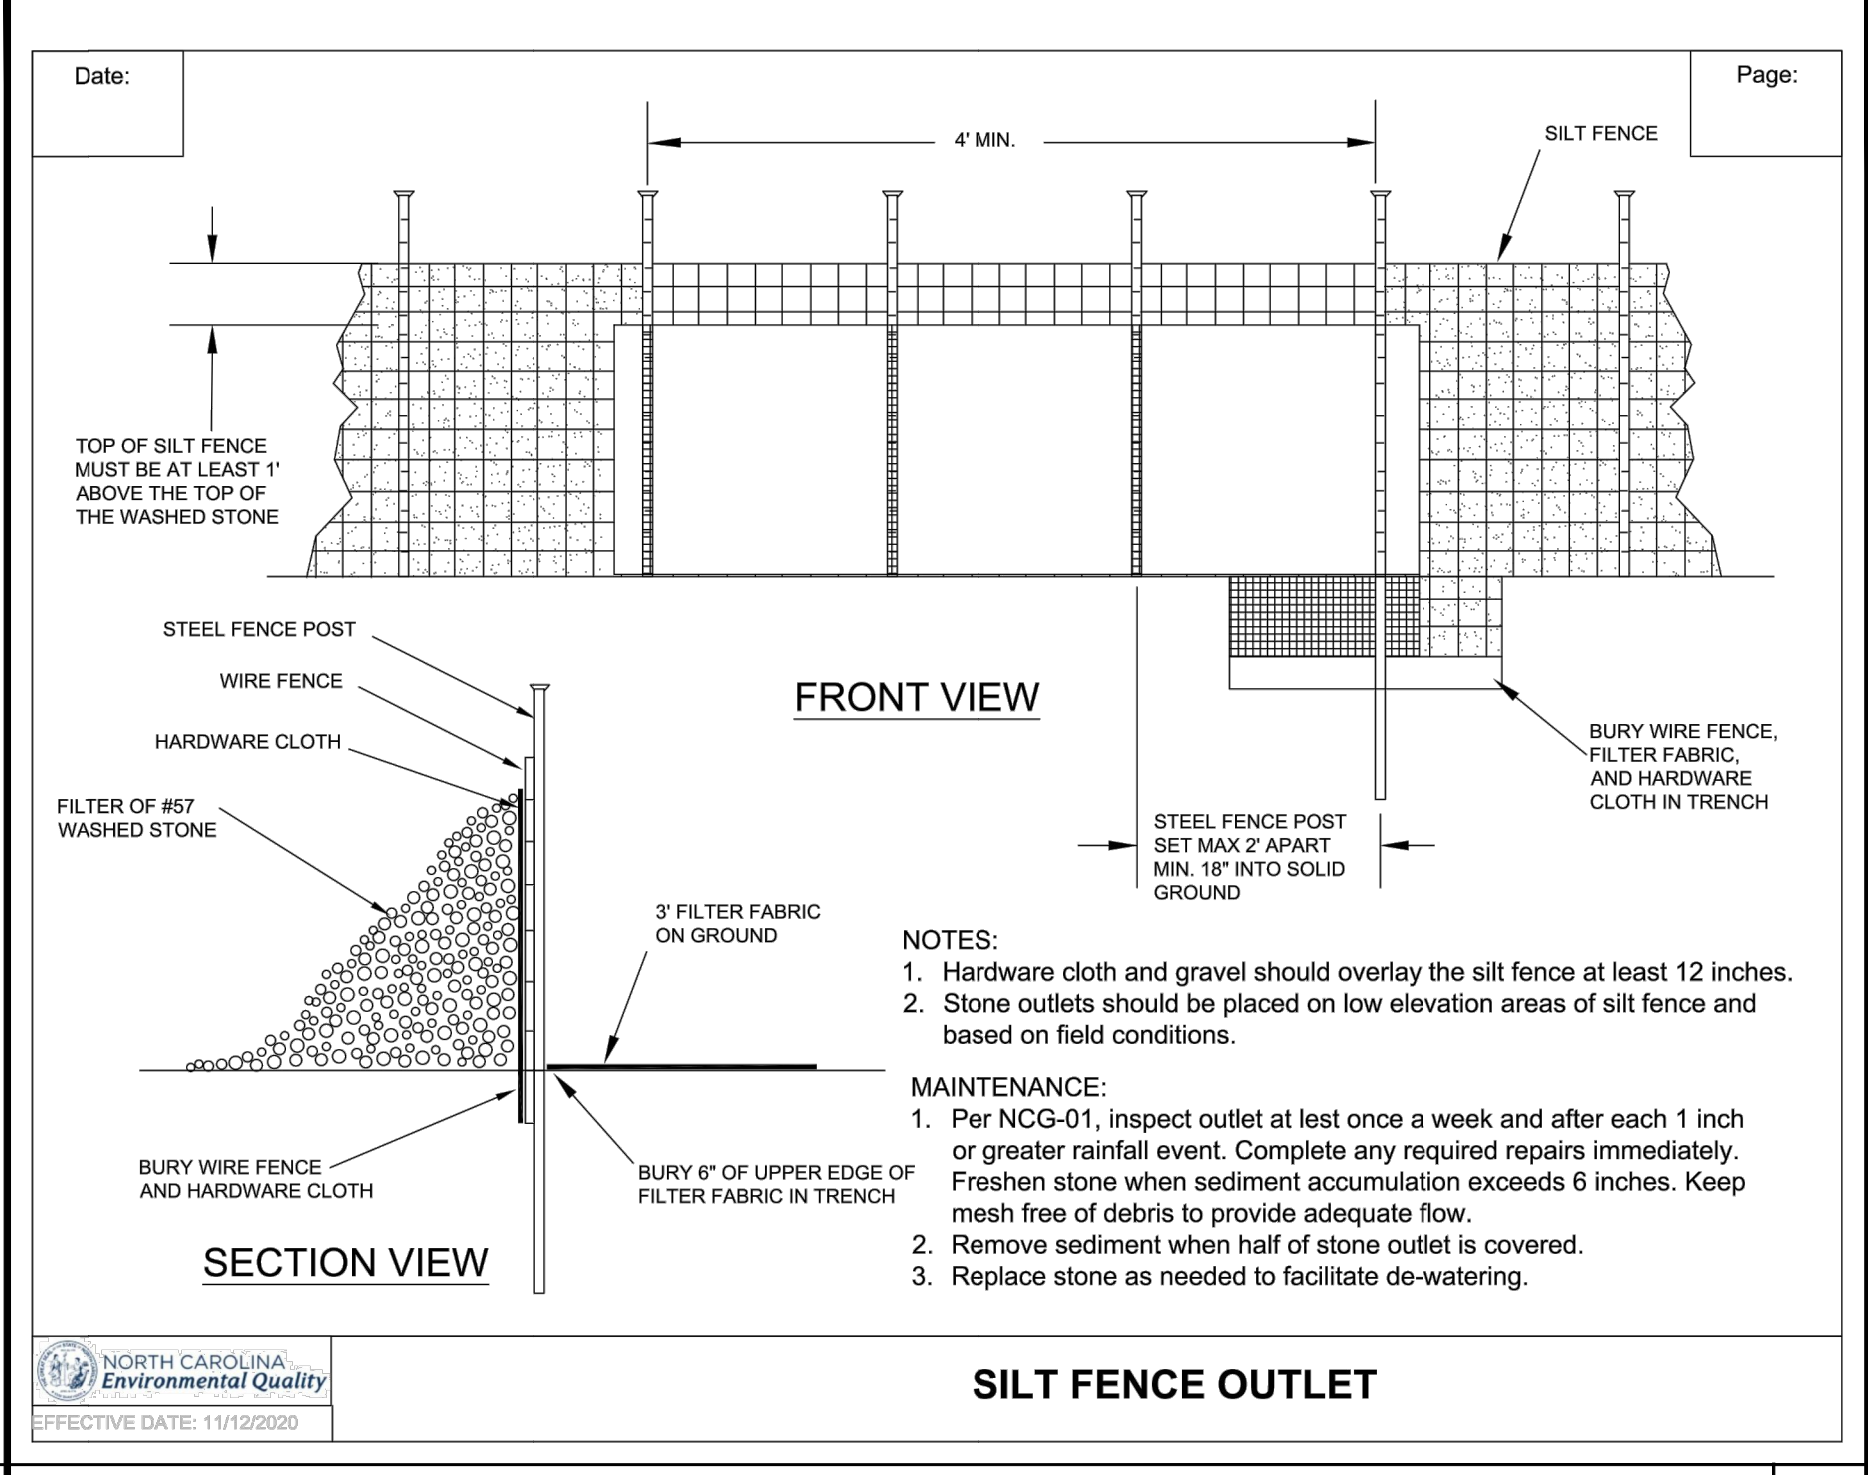 Date:
Page:
4' MIN.
SILT FENCE
TOP OF SILT FENCE
MUST BE AT LEAST 1'
ABOVE THE TOP OF
THE WASHED STONE
STEEL FENCE POST
WIRE FENCE
HARDWARE CLOTH
FILTER OF #57
WASHED STONE
FRONT VIEW
BURY WIRE FENCE,
FILTER FABRIC,
AND HARDWARE
CLOTH IN TRENCH
STEEL FENCE POST
SET MAX 2' APART
MIN. 18" INTO SOLID
GROUND
3' FILTER FABRIC
ON GROUND
BURY WIRE FENCE
AND HARDWARE CLOTH
BURY 6" OF UPPER EDGE OF
FILTER FABRIC IN TRENCH
SECTION VIEW
NOTES:
1. Hardware cloth and gravel should overlay the silt fence at least 12 inches.
2. Stone outlets should be placed on low elevation areas of silt fence and
based on field conditions.
MAINTENANCE:
1. Per NCG-01, inspect outlet at lest once a week and after each 1 inch
or greater rainfall event. Complete any required repairs immediately.
Freshen stone when sediment accumulation exceeds 6 inches. Keep
mesh free of debris to provide adequate flow.
2. Remove sediment when half of stone outlet is covered.
3. Replace stone as needed to facilitate de-watering.
NORTH CAROLINA
Environmental Quality
EFFECTIVE DATE: 11/12/2020
SILT FENCE OUTLET